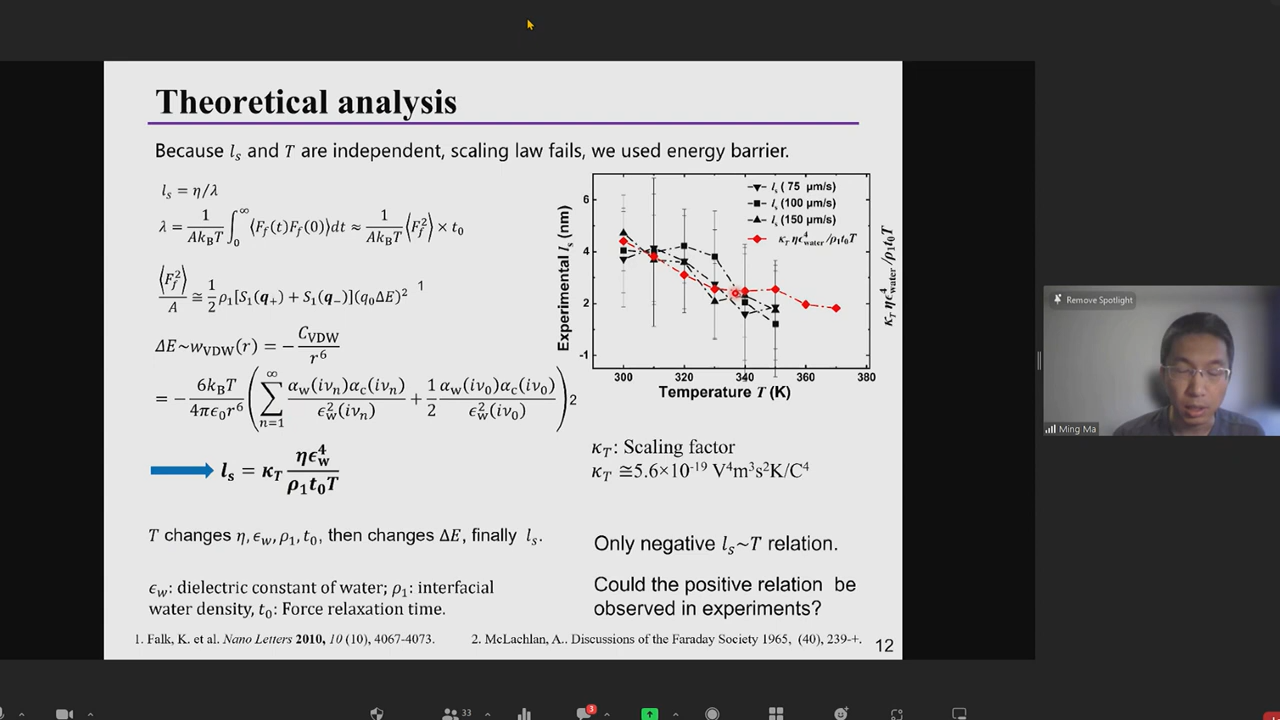 Theoretical analysis
Because l_s and T are independent, scaling law fails, we used energy barrier.
l_s = η/λ
λ = 1/(Ak_BT) ∫_0^∞ ⟨F_f(t)F_f(0)⟩dt ≈ 1/(Ak_BT) ⟨F_f^2⟩ × t_0
⟨F_f^2⟩/A ≅ 1/2 ρ_1[S_1(q_+) + S_1(q_−)](q_0ΔE)^2 1
ΔE~w_VDW(r) = − C_VDW/r^6
= − 6k_BT/(4πϵ_0r^6) (∑_{n=1}^∞ α_w(iν_n)α_c(iν_n)/ϵ_w^2(iν_n) + 1/2 α_w(iν_0)α_c(iν_0)/ϵ_w^2(iν_0)) 2
l_s = κ_T ηϵ_w^4/(ρ_1t_0T)
T changes η, ϵ_w, ρ_1, t_0, then changes ΔE, finally l_s.
ϵ_w: dielectric constant of water; ρ_1: interfacial
water density, t_0: Force relaxation time.
Experimental l_s (nm)
6
4
2
-1
l_s (75 μm/s)
l_s (100 μm/s)
l_s (150 μm/s)
κ_T ηϵ_water^4/ρ_1t_0T
κ_T ηϵ_water^4/ρ_1t_0T
300 320 340 360 380
Temperature T (K)
κ_T: Scaling factor
κ_T ≅5.6×10^-19 V^4m^3s^2K/C^4
Only negative l_s~T relation.
Could the positive relation be
observed in experiments?
1. Falk, K. et al. Nano Letters 2010, 10 (10), 4067-4073. 2. McLachlan, A.. Discussions of the Faraday Society 1965, (40), 239-+.
12
Remove Spotlight
Ming Ma
33
3